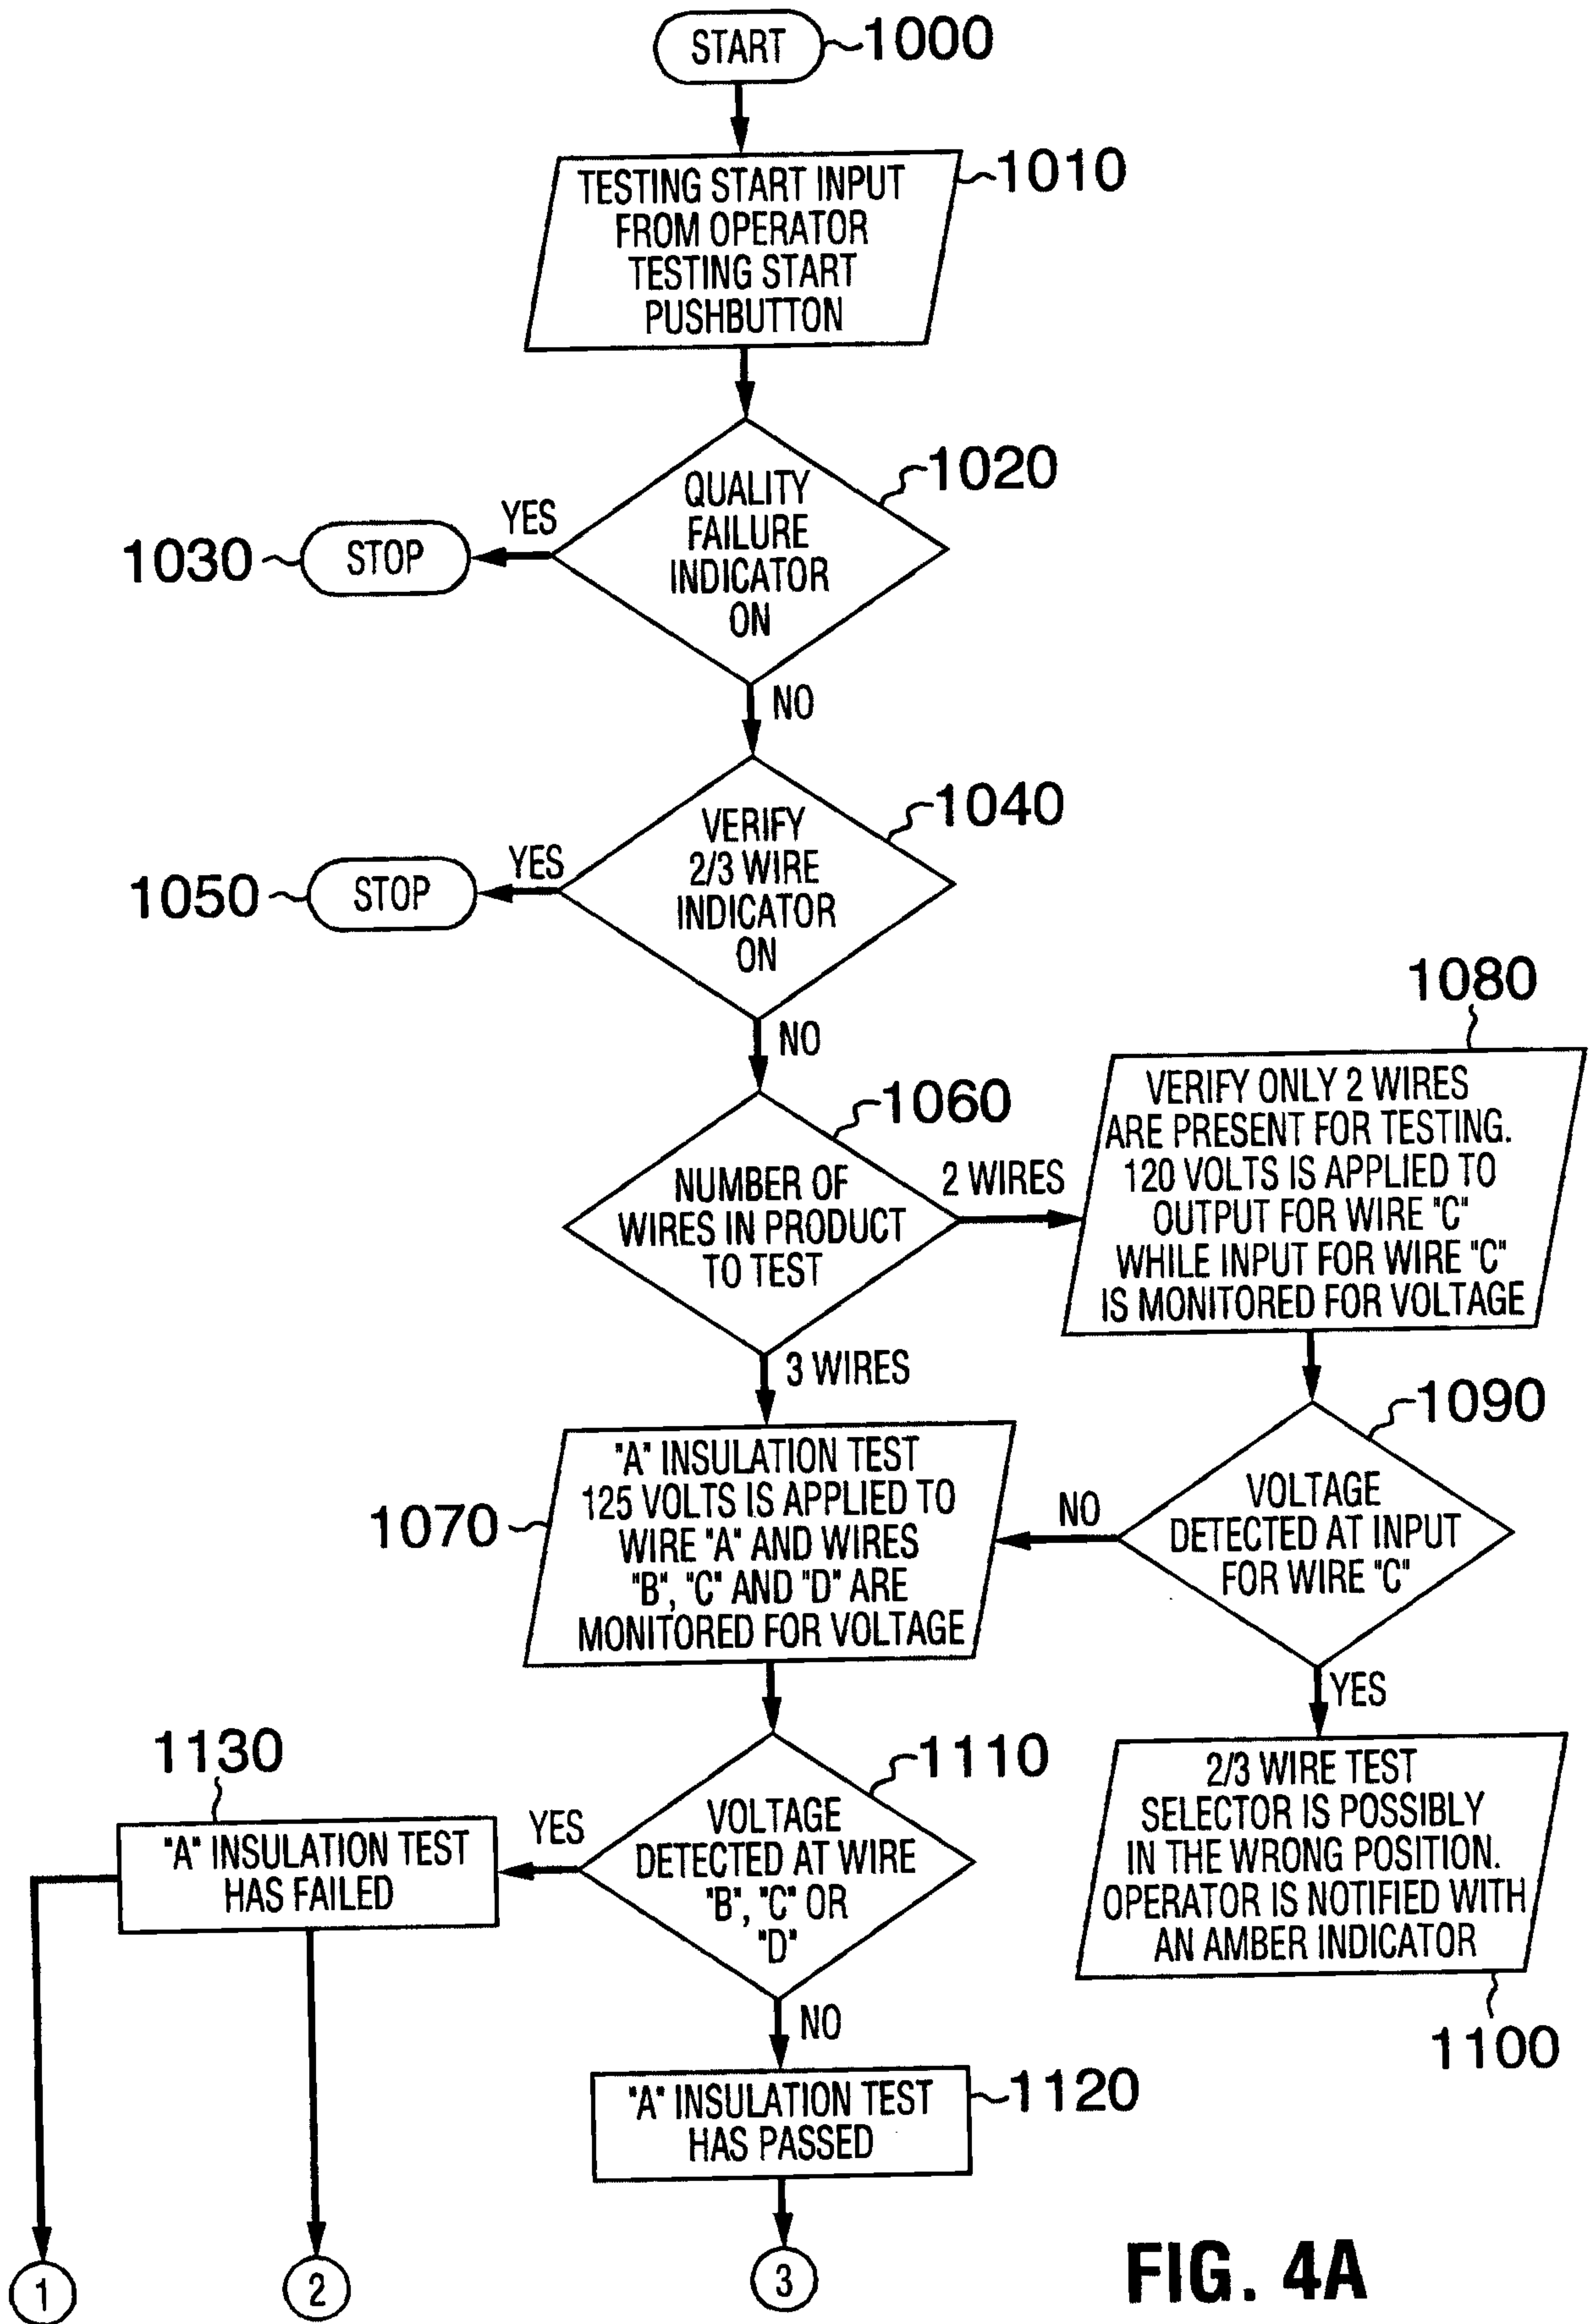 START
1000
TESTING START INPUT
FROM OPERATOR
TESTING START
PUSHBUTTON
1010
QUALITY
FAILURE
INDICATOR
ON
1020
YES
STOP
1030
NO
VERIFY
2/3 WIRE
INDICATOR
ON
1040
YES
STOP
1050
NO
NUMBER OF
WIRES IN PRODUCT
TO TEST
1060
2 WIRES
1080
VERIFY ONLY 2 WIRES
ARE PRESENT FOR TESTING.
120 VOLTS IS APPLIED TO
OUTPUT FOR WIRE "C"
WHILE INPUT FOR WIRE "C"
IS MONITORED FOR VOLTAGE
3 WIRES
1090
VOLTAGE
DETECTED AT INPUT
FOR WIRE "C"
NO
1070
"A" INSULATION TEST
125 VOLTS IS APPLIED TO
WIRE "A" AND WIRES
"B", "C" AND "D" ARE
MONITORED FOR VOLTAGE
YES
2/3 WIRE TEST
SELECTOR IS POSSIBLY
IN THE WRONG POSITION.
OPERATOR IS NOTIFIED WITH
AN AMBER INDICATOR
1100
1110
VOLTAGE
DETECTED AT WIRE
"B", "C" OR
"D"
YES
1130
"A" INSULATION TEST
HAS FAILED
NO
"A" INSULATION TEST
HAS PASSED
1120
1
2
3
FIG. 4A